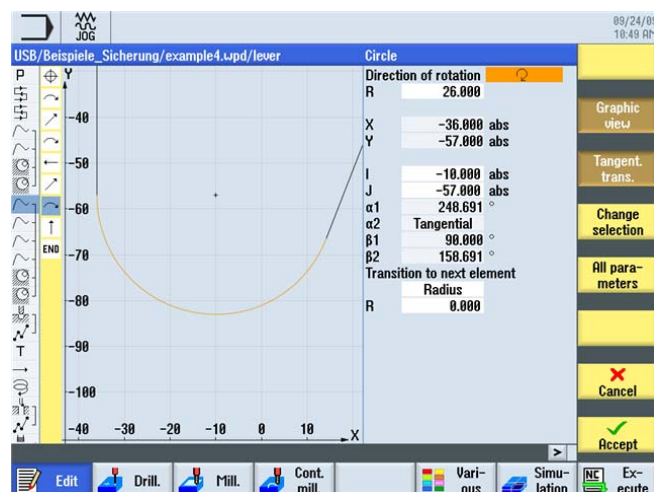 JOG
09/24/0
10:49 AM
USB/Beispiele_Sicherung/example4.wpd/lever
Circle
P
Y
Direction of rotation
R 26.000
X -36.000 abs
Y -57.000 abs
I -10.000 abs
J -57.000 abs
α1 248.691 °
α2 Tangential
β1 90.000 °
β2 158.691 °
Transition to next element
Radius
R 0.000
-40
-50
-60
-70
-80
-90
-100
-40 -30 -20 -10 0 10 X
END
T
Graphic
view
Tangent.
trans.
Change
selection
All para-
meters
Cancel
Accept
>
Edit
Drill.
Mill.
Cont.
mill.
Vari-
ous
Simu-
lation
NC
Ex-
ecute